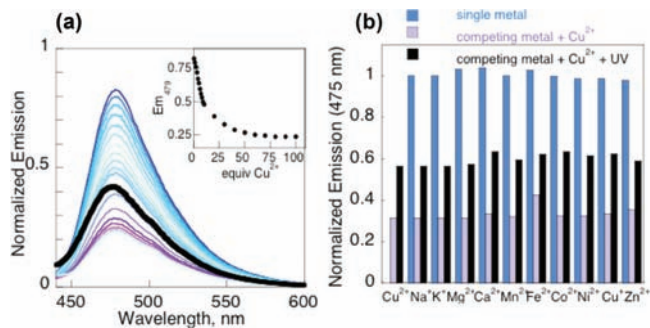 (a)
1
0.5
0
Normalized Emission
Em 479
0.75
0.5
0.25
0 25 50 75 100
equiv Cu²⁺
450 500 550 600
Wavelength, nm
(b)
single metal
competing metal + Cu²⁺
competing metal + Cu²⁺ + UV
Normalized Emission (475 nm)
1
0.8
0.6
0.4
0.2
0
Cu²⁺ Na⁺ K⁺ Mg²⁺ Ca²⁺ Mn²⁺ Fe²⁺ Co²⁺ Ni²⁺ Cu⁺ Zn²⁺